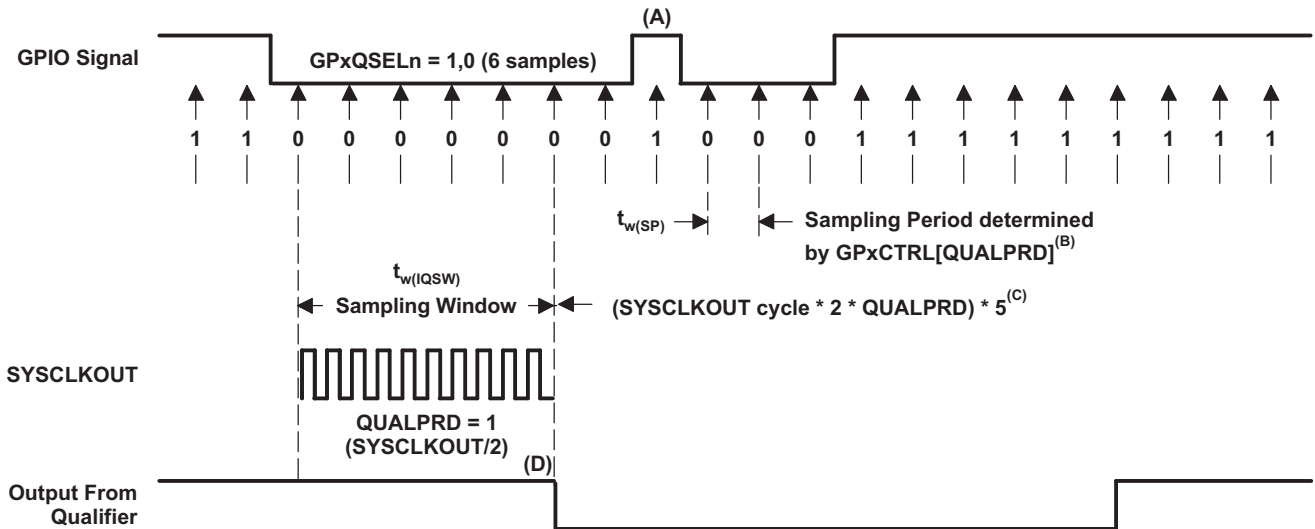 (A)
GPIO Signal
GPxQSELn = 1,0 (6 samples)
1 1 0 0 0 0 0 0 0 1 0 0 0 1 1 1 1 1 1 1 1 1
tw(SP)
Sampling Period determined
by GPxCTRL[QUALPRD](B)
tw(IQSW)
Sampling Window
(SYSCLKOUT cycle * 2 * QUALPRD) * 5(C)
SYSCLKOUT
QUALPRD = 1
(SYSCLKOUT/2)
(D)
Output From
Qualifier